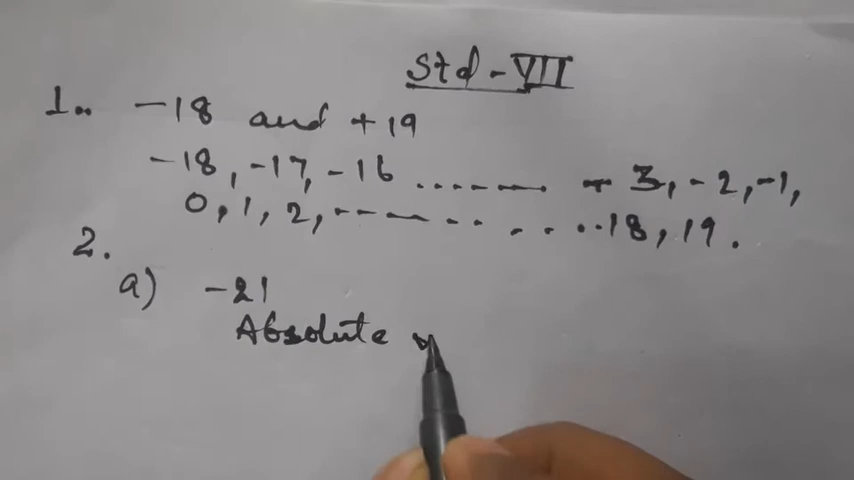 Std - VII
1.. -18 and +19
-18, -17, -16 ............ - 3, -2, -1,
0, 1, 2, ............ 18, 19.
2.
a) -21
Absolute v